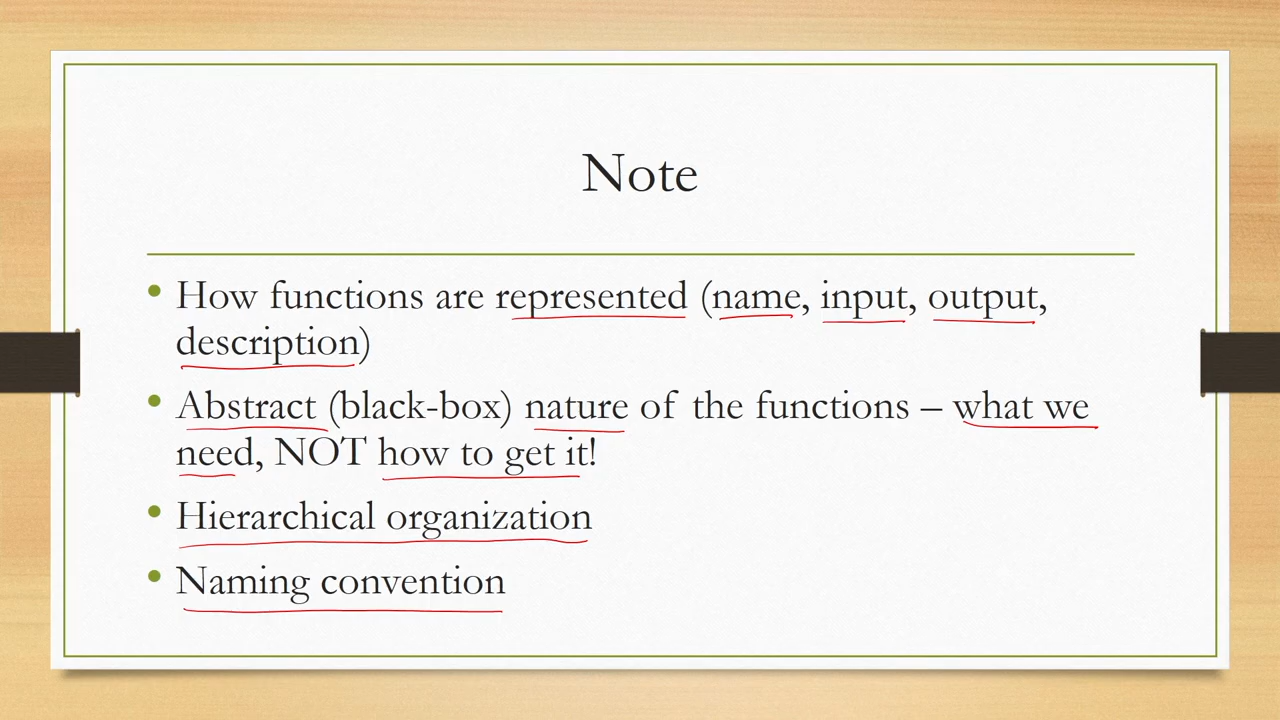 Note
• How functions are represented (name, input, output,
description)
• Abstract (black-box) nature of the functions – what we
need, NOT how to get it!
• Hierarchical organization
• Naming convention